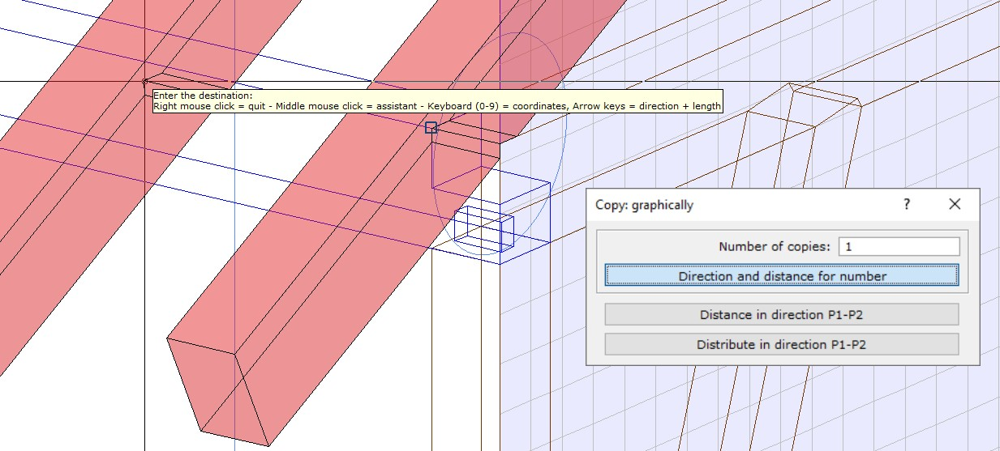 Enter the destination:
Right mouse click = quit - Middle mouse click = assistant - Keyboard (0-9) = coordinates, Arrow keys = direction + length
Copy: graphically
?
Number of copies: 1
Direction and distance for number
Distance in direction P1-P2
Distribute in direction P1-P2